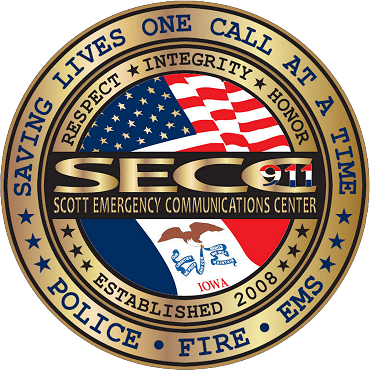 SAVING LIVES ONE CALL AT A TIME
RESPECT ★ INTEGRITY ★ HONOR
SECC 911
SCOTT EMERGENCY COMMUNICATIONS CENTER
IOWA
ESTABLISHED 2008
POLICE • FIRE • EMS